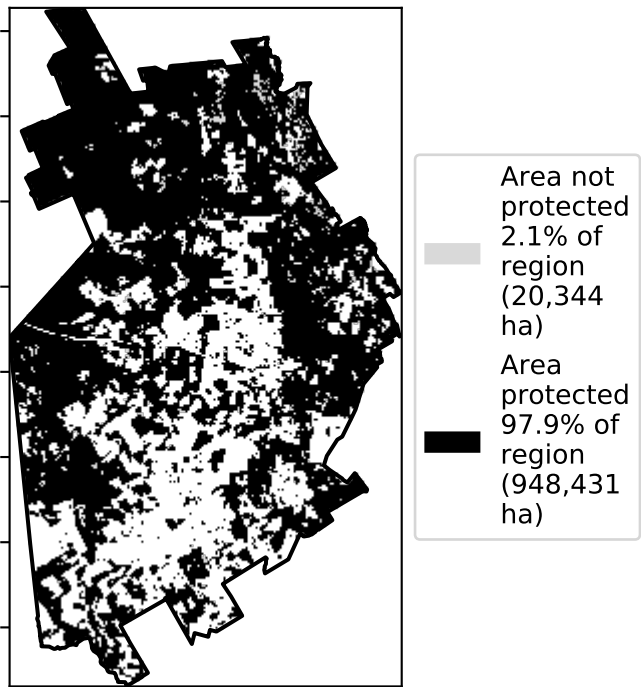 Area not
protected
2.1% of
region
(20,344
ha)
Area
protected
97.9% of
region
(948,431
ha)